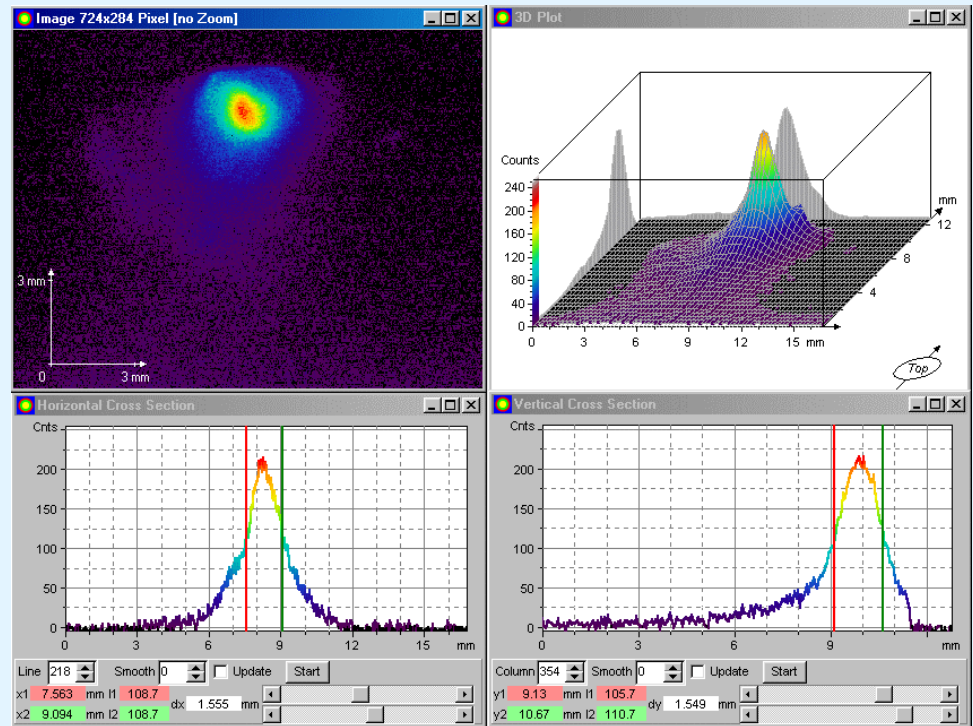 Image 724x284 Pixel [no Zoom]
3 mm
0
3 mm
3D Plot
Counts
240
200
160
120
80
40
0
0 3 6 9 12 15 mm
mm
12
8
4
Top
Horizontal Cross Section
Cnts
200
150
100
50
0
0 3 6 9 12 15 mm
Line 218 Smooth 0 Update Start
x1 7.563 mm I1 108.7
dx 1.555 mm
x2 9.094 mm I2 108.7
Vertical Cross Section
Cnts
200
150
100
50
0
0 3 6 9 mm
Column 354 Smooth 0 Update Start
y1 9.13 mm I1 105.7
dy 1.549 mm
y2 10.67 mm I2 110.7